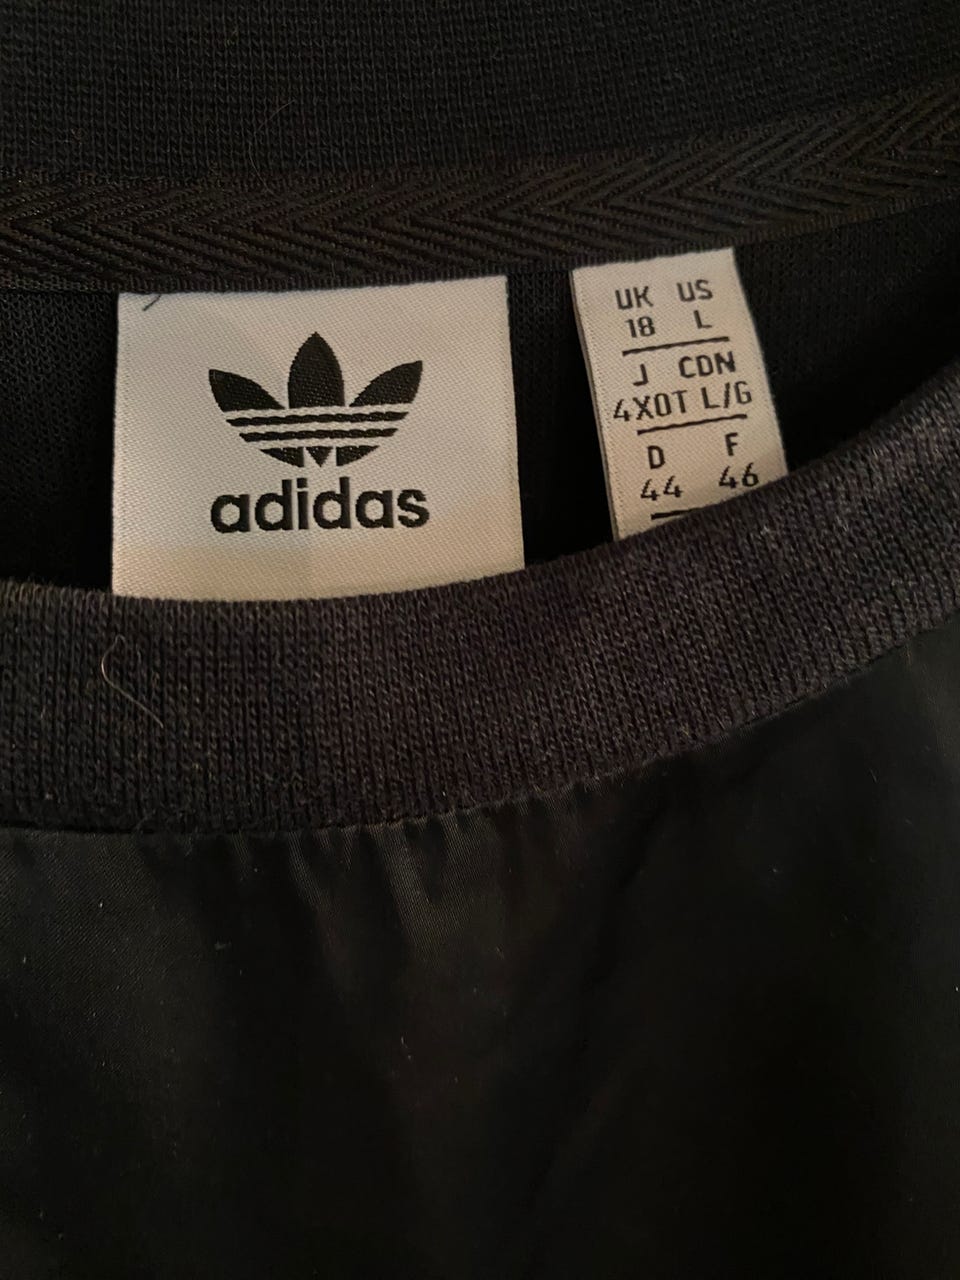 adidas
UK US
18 L
J CDN
4XOT L/G
D F
44 46